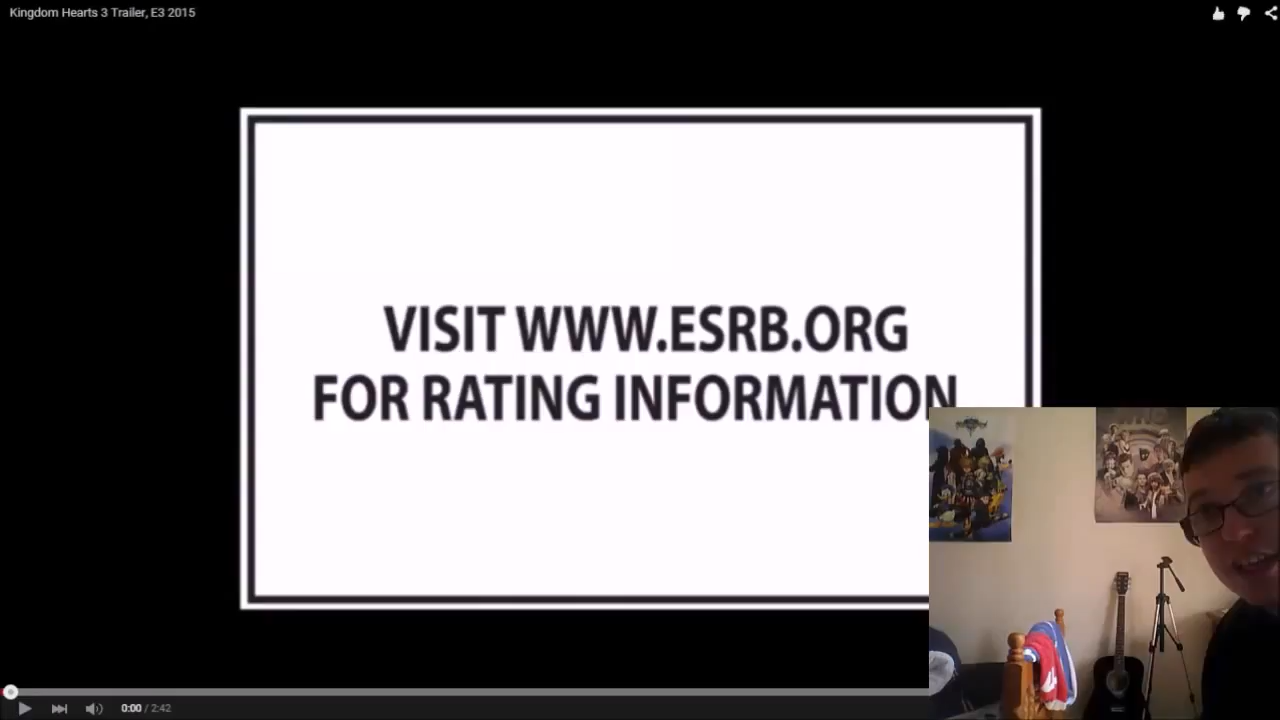 Kingdom Hearts 3 Trailer, E3 2015
VISIT WWW.ESRB.ORG
FOR RATING INFORMATION
0:00 / 2:42